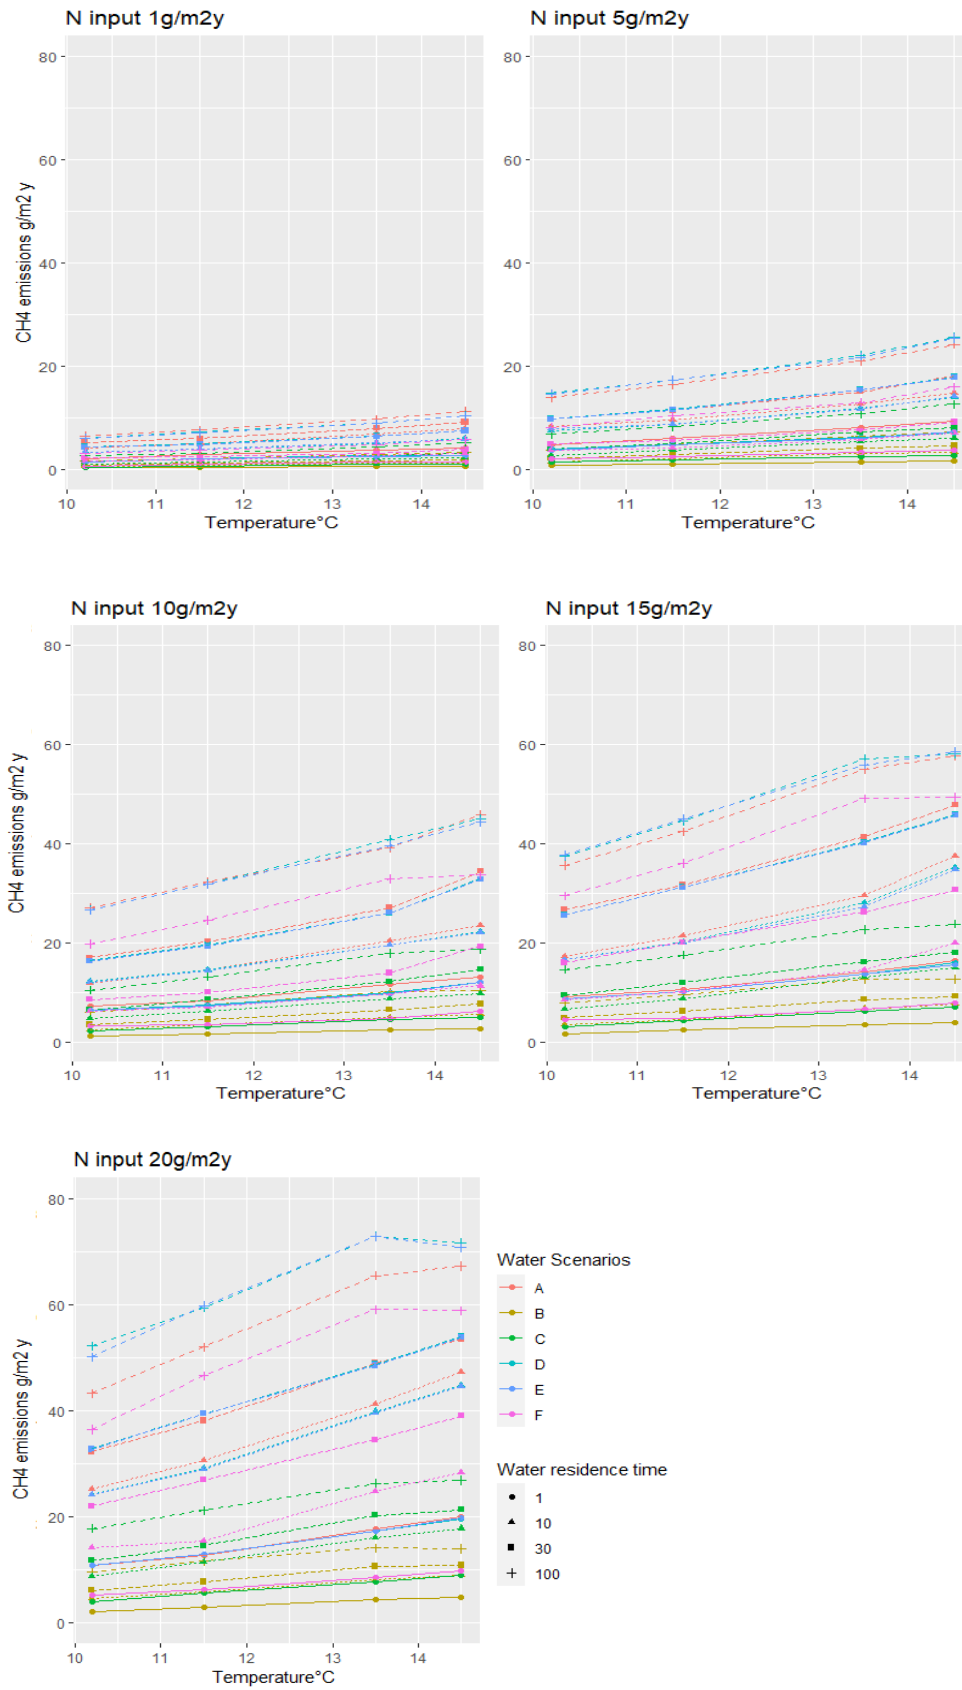 N input 1g/m2y
N input 5g/m2y
CH4 emissions g/m2 y
80
60
40
20
0
10 11 12 13 14
Temperature°C
80
60
40
20
0
10 11 12 13 14
Temperature°C
N input 10g/m2y
N input 15g/m2y
CH4 emissions g/m2 y
80
60
40
20
0
10 11 12 13 14
Temperature°C
80
60
40
20
0
10 11 12 13 14
Temperature°C
N input 20g/m2y
CH4 emissions g/m2 y
80
60
40
20
0
10 11 12 13 14
Temperature°C
Water Scenarios
A
B
C
D
E
F
Water residence time
1
10
30
100